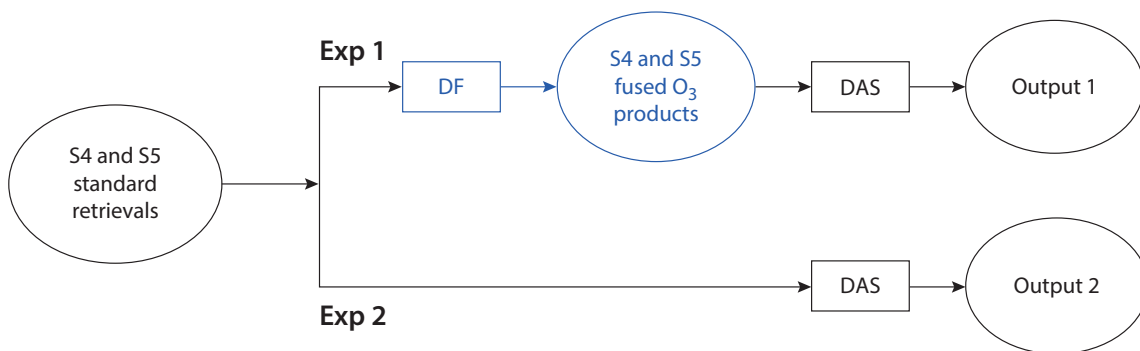 Exp 1
S4 and S5
standard
retrievals
DF
S4 and S5
fused O₃
products
DAS
Output 1
Exp 2
DAS
Output 2